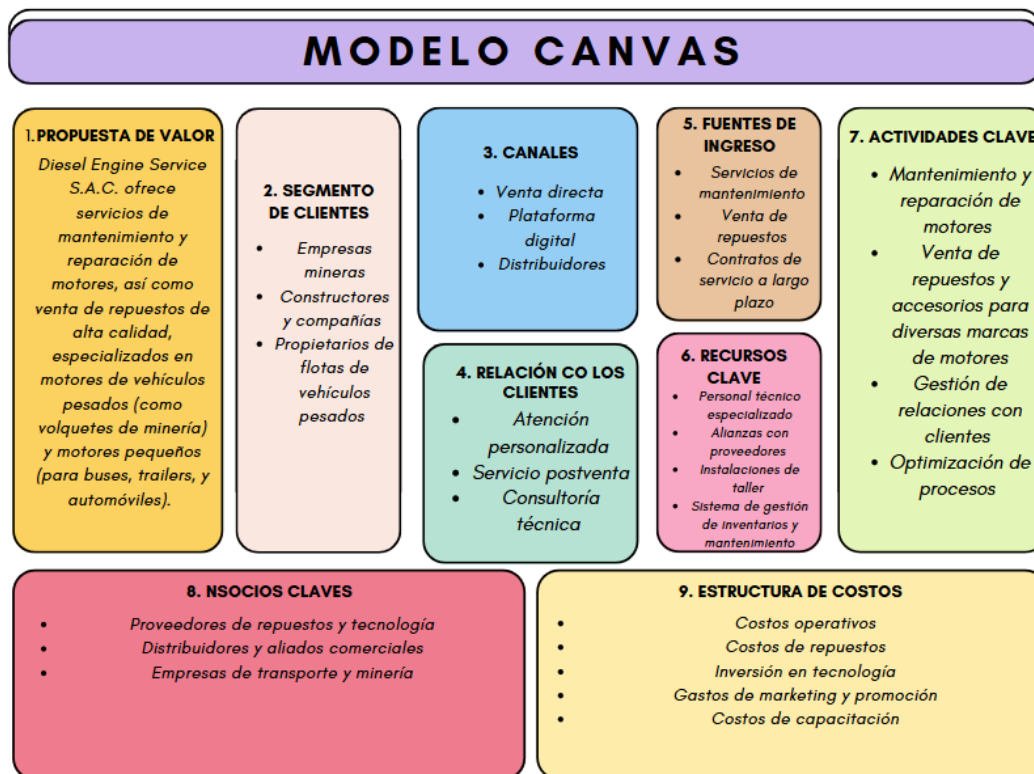 MODELO CANVAS
1. PROPUESTA DE VALOR
Diesel Engine Service
S.A.C. ofrece
servicios de
mantenimiento y
reparación de
motores, así como
venta de repuestos de
alta calidad,
especializados en
motores de vehículos
pesados (como
volquetes de minería)
y motores pequeños
(para buses, trailers, y
automóviles).
2. SEGMENTO
DE CLIENTES
• Empresas
mineras
• Constructores
y compañías
• Propietarios de
flotas de
vehículos
pesados
3. CANALES
• Venta directa
• Plataforma
digital
• Distribuidores
4. RELACIÓN CO LOS
CLIENTES
• Atención
personalizada
• Servicio postventa
• Consultoría
técnica
5. FUENTES DE
INGRESO
• Servicios de
mantenimiento
• Venta de
repuestos
• Contratos de
servicio a largo
plazo
6. RECURSOS
CLAVE
• Personal técnico
especializado
• Alianzas con
proveedores
• Instalaciones de
taller
• Sistema de gestión
de inventarios y
mantenimiento
7. ACTIVIDADES CLAVE
• Mantenimiento y
reparación de
motores
• Venta de
repuestos y
accesorios para
diversas marcas
de motores
• Gestión de
relaciones con
clientes
• Optimización de
procesos
8. NSOCIOS CLAVES
• Proveedores de repuestos y tecnología
• Distribuidores y aliados comerciales
• Empresas de transporte y minería
9. ESTRUCTURA DE COSTOS
• Costos operativos
• Costos de repuestos
• Inversión en tecnología
• Gastos de marketing y promoción
• Costos de capacitación